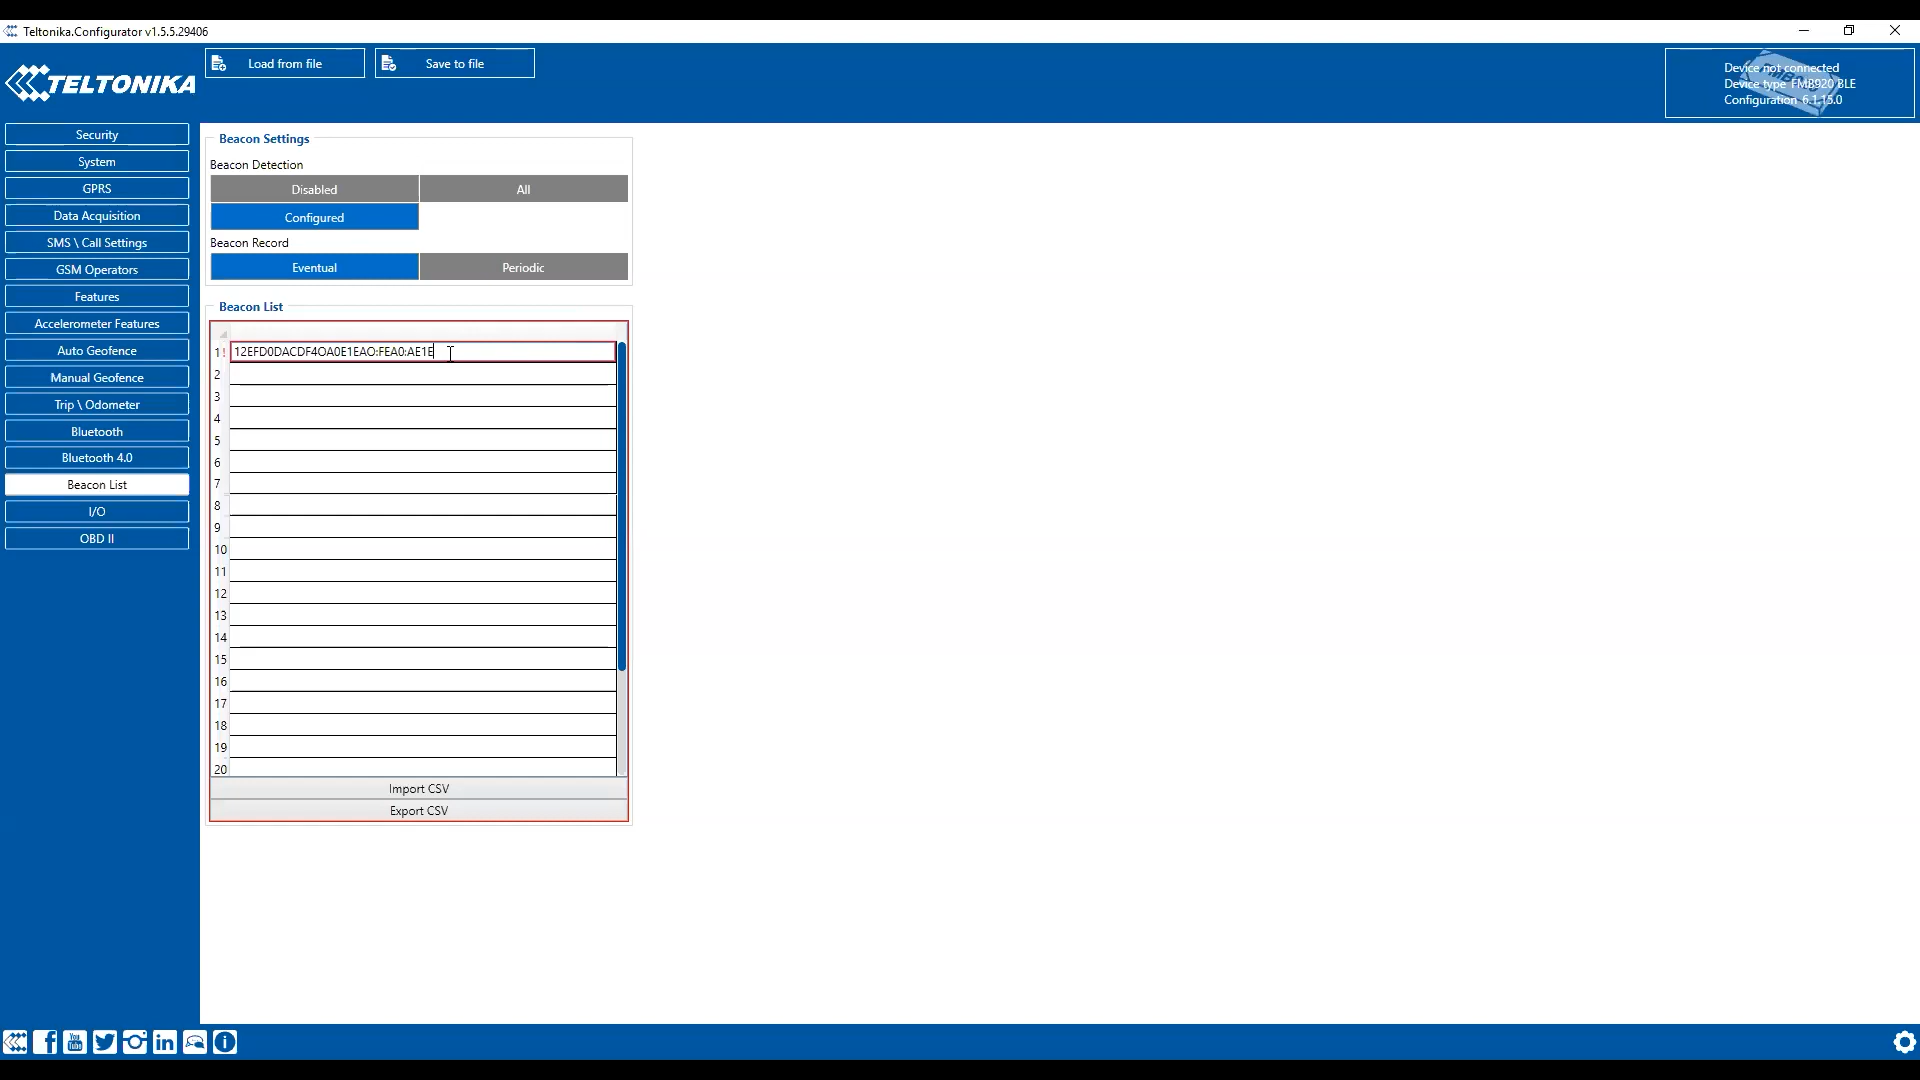 Teltonika.Configurator v1.5.5.29406
TELTONIKA
Load from file
Save to file
Device not connected
Device type FMB920 BLE
Configuration 6.1.15.0
Security
System
GPRS
Data Acquisition
SMS \ Call Settings
GSM Operators
Features
Accelerometer Features
Auto Geofence
Manual Geofence
Trip \ Odometer
Bluetooth
Bluetooth 4.0
Beacon List
I/O
OBD II
Beacon Settings
Beacon Detection
Disabled
All
Configured
Beacon Record
Eventual
Periodic
Beacon List
1! 12EFD0DACDF4OA0E1EAO:FEA0:AE1E
2
3
4
5
6
7
8
9
10
11
12
13
14
15
16
17
18
19
20
Import CSV
Export CSV